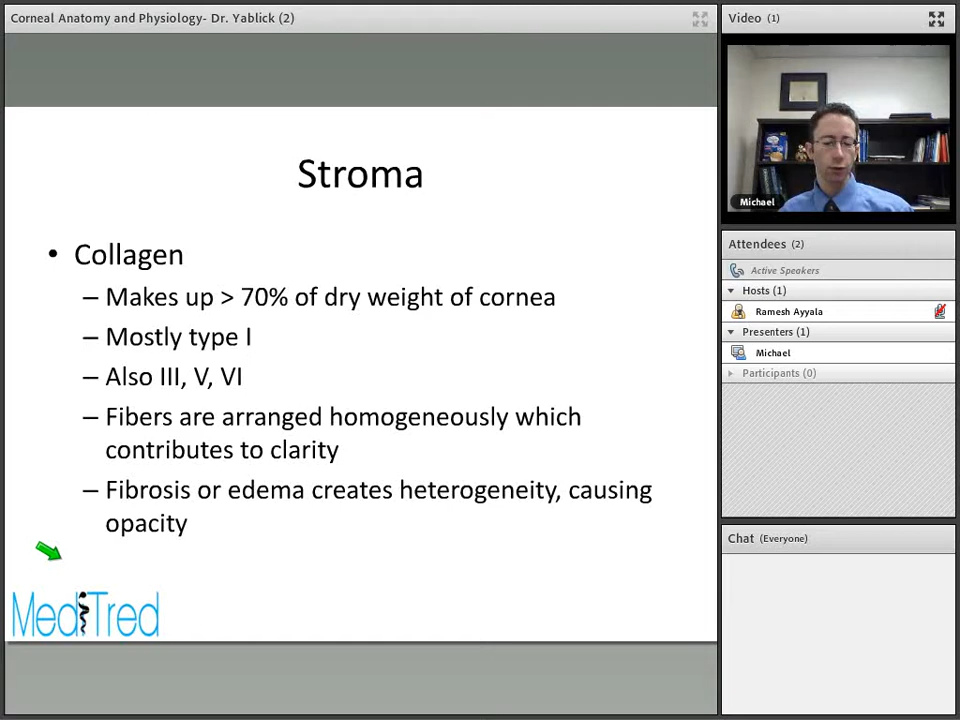 Corneal Anatomy and Physiology- Dr. Yablick (2)
Stroma
• Collagen
– Makes up > 70% of dry weight of cornea
– Mostly type I
– Also III, V, VI
– Fibers are arranged homogeneously which
contributes to clarity
– Fibrosis or edema creates heterogeneity, causing
opacity
MediTred
Video (1)
Michael
Attendees (2)
Active Speakers
Hosts (1)
Ramesh Ayyala
Presenters (1)
Michael
Participants (0)
Chat (Everyone)